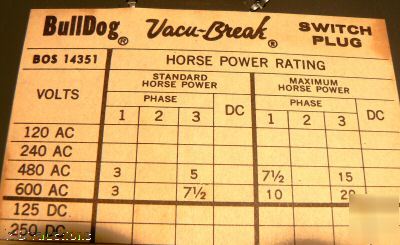 BullDog® Vacu-Break® SWITCH PLUG
BOS 14351 HORSE POWER RATING
VOLTS STANDARD HORSE POWER MAXIMUM HORSE POWER
PHASE DC PHASE DC
1 2 3 1 2 3
120 AC
240 AC
480 AC 3 5 7½ 15
600 AC 3 7½ 10
125 DC
250 DC